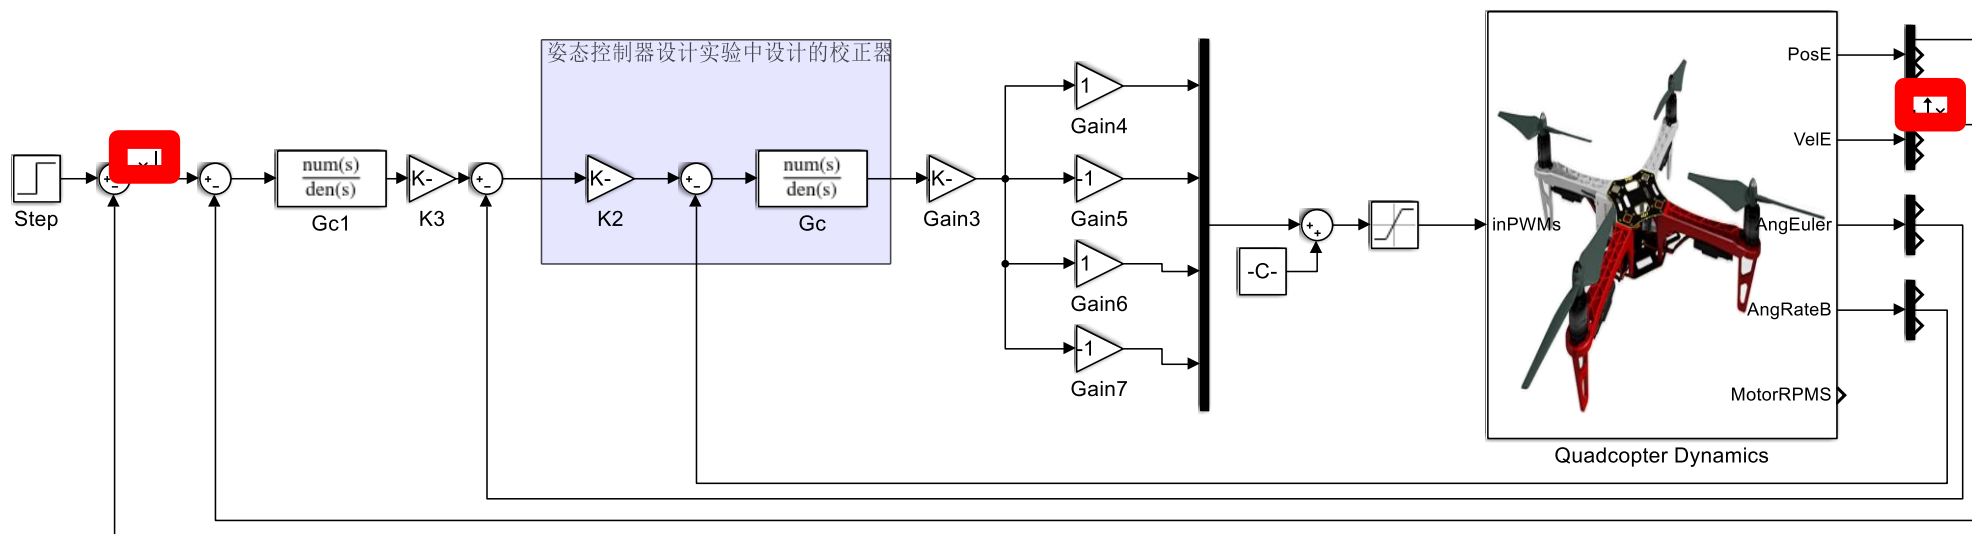 姿态控制器设计实验中设计的校正器
Step
num(s)
den(s)
Gc1
K-
K3
K-
K2
num(s)
den(s)
Gc
K-
Gain3
1
Gain4
-1
Gain5
1
Gain6
-1
Gain7
-C-
inPWMs
PosE
VelE
AngEuler
AngRateB
MotorRPMS
Quadcopter Dynamics